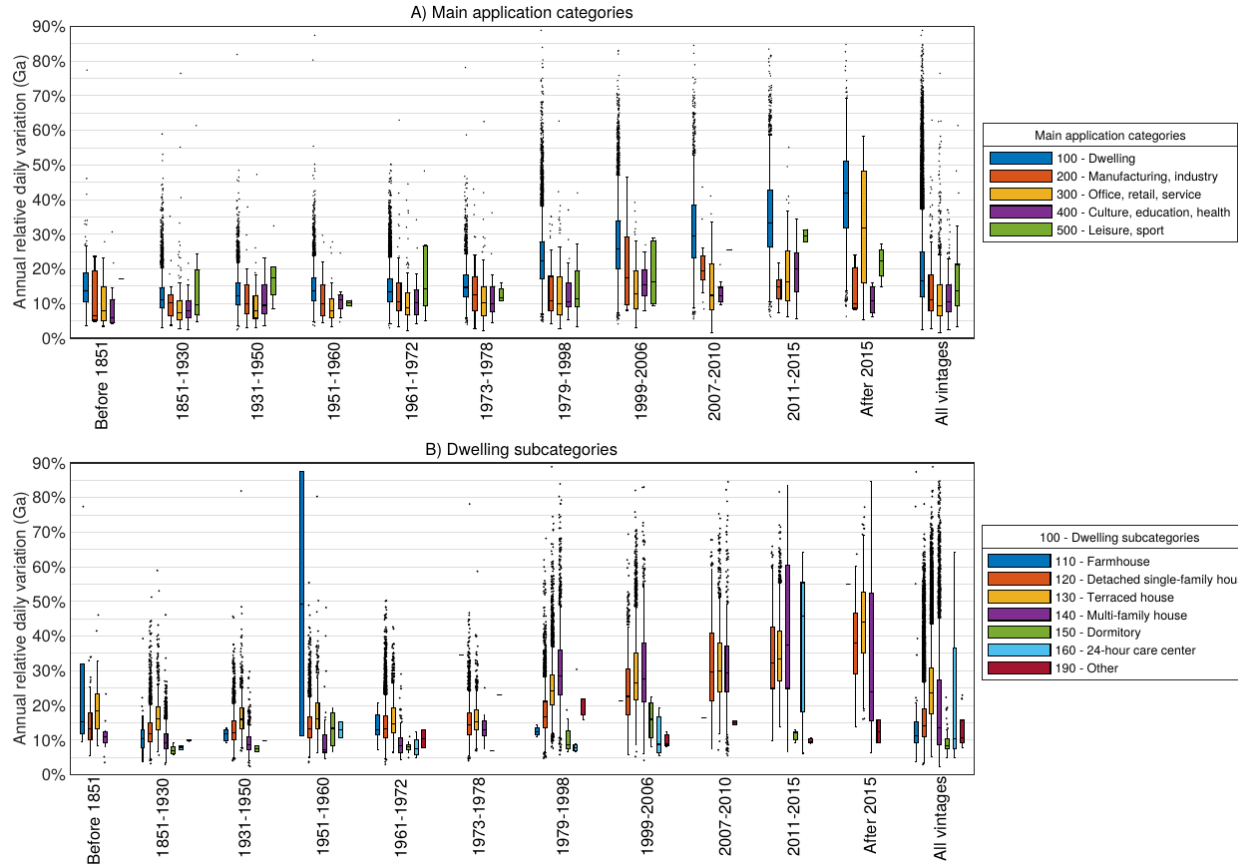 A) Main application categories
Annual relative daily variation (Ga)
90%
80%
70%
60%
50%
40%
30%
20%
10%
0%
Before 1851
1851-1930
1931-1950
1951-1960
1961-1972
1973-1978
1979-1998
1999-2006
2007-2010
2011-2015
After 2015
All vintages
Main application categories
100 - Dwelling
200 - Manufacturing, industry
300 - Office, retail, service
400 - Culture, education, health
500 - Leisure, sport
B) Dwelling subcategories
Annual relative daily variation (Ga)
90%
80%
70%
60%
50%
40%
30%
20%
10%
0%
Before 1851
1851-1930
1931-1950
1951-1960
1961-1972
1973-1978
1979-1998
1999-2006
2007-2010
2011-2015
After 2015
All vintages
100 - Dwelling subcategories
110 - Farmhouse
120 - Detached single-family hou
130 - Terraced house
140 - Multi-family house
150 - Dormitory
160 - 24-hour care center
190 - Other